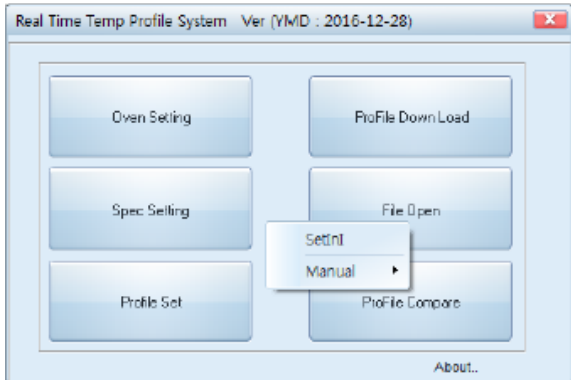 Real Time Temp Profile System Ver (YMD : 2016-12-28)
Oven Setting
ProFile Down Load
Spec Setting
File Open
SetInI
Manual
Profile Set
ProFile Compare
About..